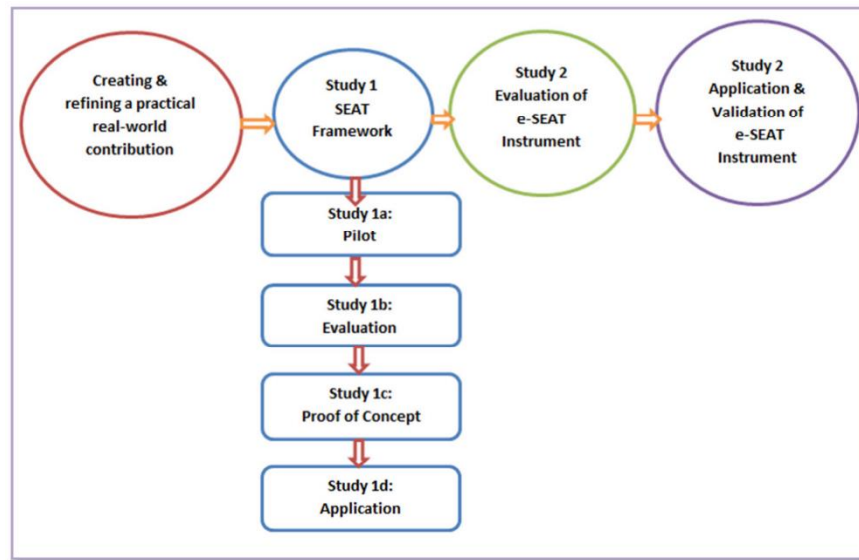 Creating &
refining a practical
real-world
contribution
Study 1
SEAT
Framework
Study 2
Evaluation of
e-SEAT
Instrument
Study 2
Application &
Validation of
e-SEAT
Instrument
Study 1a:
Pilot
Study 1b:
Evaluation
Study 1c:
Proof of Concept
Study 1d:
Application